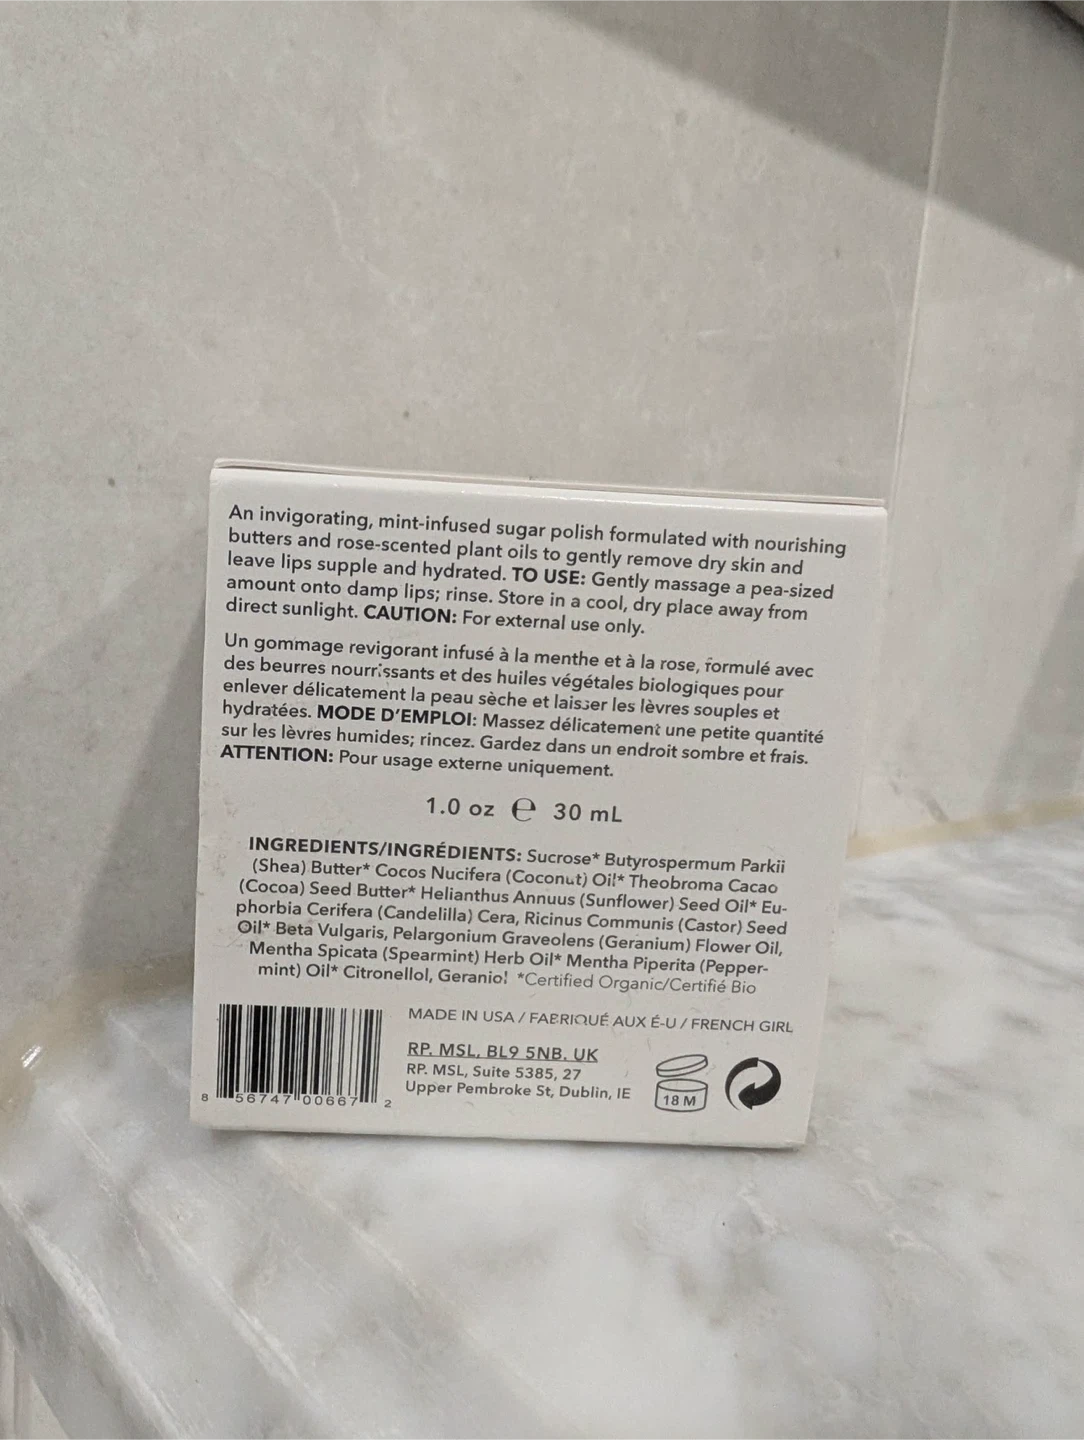 An invigorating, mint-infused sugar polish formulated with nourishing
butters and rose-scented plant oils to gently remove dry skin and
leave lips supple and hydrated. TO USE: Gently massage a pea-sized
amount onto damp lips; rinse. Store in a cool, dry place away from
direct sunlight. CAUTION: For external use only.
Un gommage revigorant infusé à la menthe et à la rose, formulé avec
des beurres nourrissants et des huiles végétales biologiques pour
enlever délicatement la peau sèche et laisser les lèvres souples et
hydratées. MODE D'EMPLOI: Massez délicatement une petite quantité
sur les lèvres humides; rincez. Gardez dans un endroit sombre et frais.
ATTENTION: Pour usage externe uniquement.
1.0 oz ℮ 30 mL
INGREDIENTS/INGRÉDIENTS: Sucrose* Butyrospermum Parkii
(Shea) Butter* Cocos Nucifera (Coconut) Oil* Theobroma Cacao
(Cocoa) Seed Butter* Helianthus Annuus (Sunflower) Seed Oil* Eu-
phorbia Cerifera (Candelilla) Cera, Ricinus Communis (Castor) Seed
Oil* Beta Vulgaris, Pelargonium Graveolens (Geranium) Flower Oil,
Mentha Spicata (Spearmint) Herb Oil* Mentha Piperita (Pepper-
mint) Oil* Citronellol, Geraniol *Certified Organic/Certifié Bio
MADE IN USA / FABRIQUÉ AUX É-U / FRENCH GIRL
RP. MSL, BL9 5NB. UK
RP. MSL, Suite 5385, 27
Upper Pembroke St, Dublin, IE
18 M
8 56747 00667 2